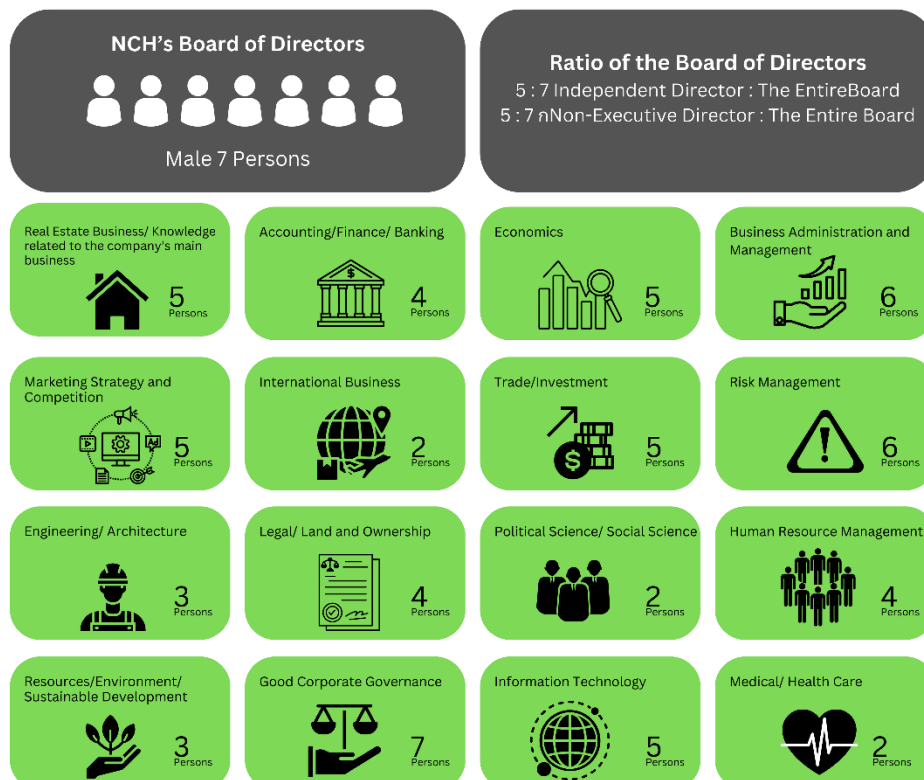 NCH's Board of Directors
Male 7 Persons
Ratio of the Board of Directors
5 : 7 Independent Director : The EntireBoard
5 : 7 nNon-Executive Director : The Entire Board
Real Estate Business/ Knowledge
related to the company's main
business
5
Persons
Accounting/Finance/ Banking
$
4
Persons
Economics
5
Persons
Business Administration and
Management
6
Persons
Marketing Strategy and
Competition
Ad
5
Persons
International Business
2
Persons
Trade/Investment
$
5
Persons
Risk Management
!
6
Persons
Engineering/ Architecture
3
Persons
Legal/ Land and Ownership
4
Persons
Political Science/ Social Science
2
Persons
Human Resource Management
4
Persons
Resources/Environment/
Sustainable Development
3
Persons
Good Corporate Governance
7
Persons
Information Technology
5
Persons
Medical/ Health Care
2
Persons